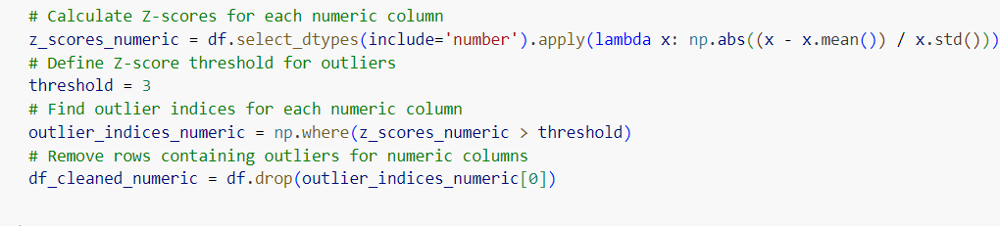 # Calculate Z-scores for each numeric column
z_scores_numeric = df.select_dtypes(include='number').apply(lambda x: np.abs((x - x.mean()) / x.std()))
# Define Z-score threshold for outliers
threshold = 3
# Find outlier indices for each numeric column
outlier_indices_numeric = np.where(z_scores_numeric > threshold)
# Remove rows containing outliers for numeric columns
df_cleaned_numeric = df.drop(outlier_indices_numeric[0])